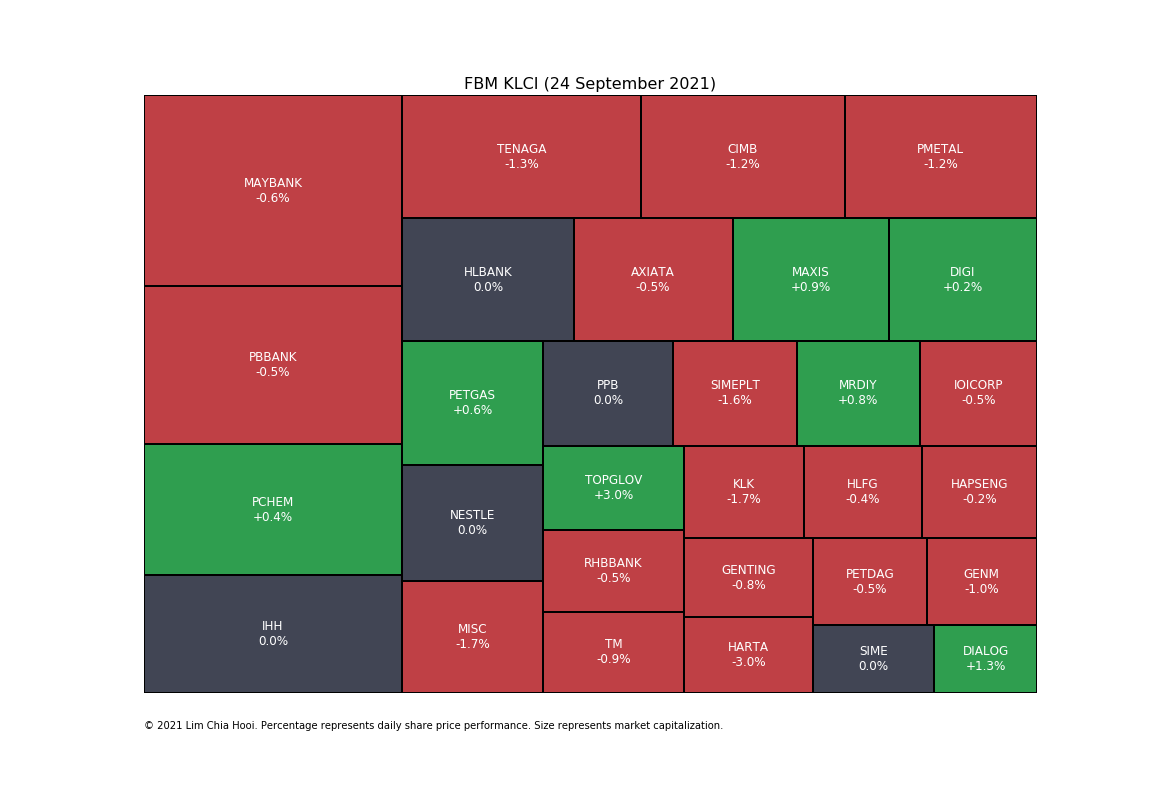 FBM KLCI (24 September 2021)
MAYBANK
-0.6%
TENAGA
-1.3%
CIMB
-1.2%
PMETAL
-1.2%
HLBANK
0.0%
AXIATA
-0.5%
MAXIS
+0.9%
DIGI
+0.2%
PBBANK
-0.5%
PETGAS
+0.6%
PPB
0.0%
SIMEPLT
-1.6%
MRDIY
+0.8%
IOICORP
-0.5%
PCHEM
+0.4%
NESTLE
0.0%
TOPGLOV
+3.0%
KLK
-1.7%
HLFG
-0.4%
HAPSENG
-0.2%
RHBBANK
-0.5%
GENTING
-0.8%
PETDAG
-0.5%
GENM
-1.0%
IHH
0.0%
MISC
-1.7%
TM
-0.9%
HARTA
-3.0%
SIME
0.0%
DIALOG
+1.3%
© 2021 Lim Chia Hooi. Percentage represents daily share price performance. Size represents market capitalization.